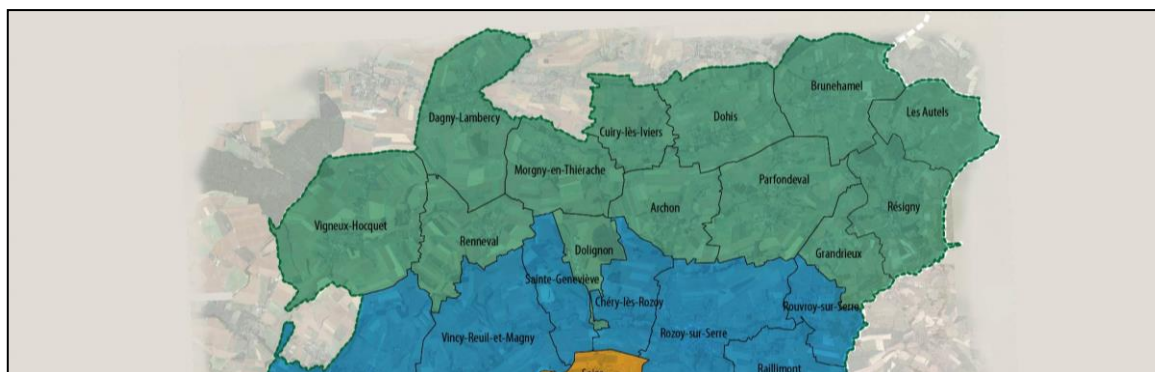 Brunehamel
Les Autels
Dagny-Lambercy
Dohis
Cuiry-lès-Iviers
Morgny-en-Thiérache
Parfondeval
Archon
Résigny
Vigneux-Hocquet
Renneval
Dolignon
Grandrieux
Sainte-Geneviève
Chéry-lès-Rozoy
Rouvroy-sur-Serre
Vincy-Reuil-et-Magny
Rozoy-sur-Serre
Raillimont